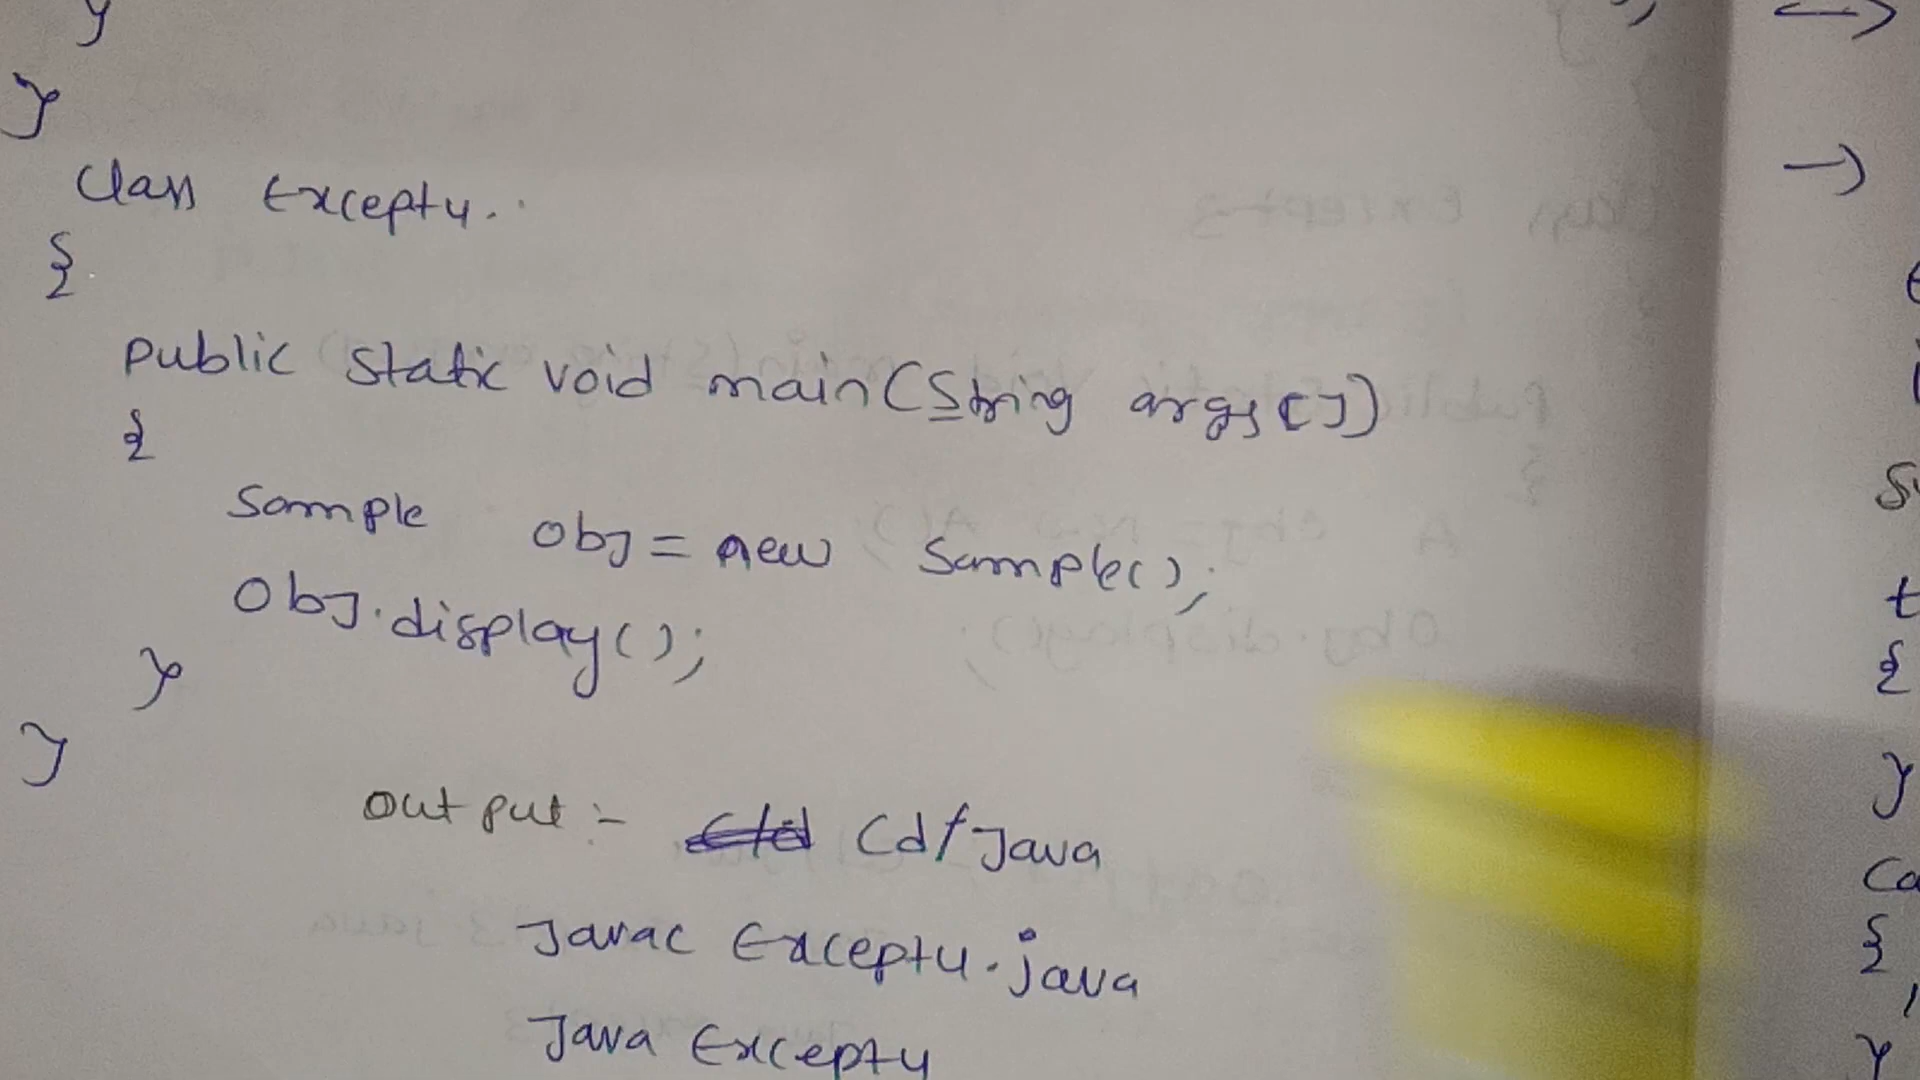 }
}
class Except4.
{
public static void main(String args[])
{
Sample obj = new Sample();
obj.display();
}
}
output :- cd/java
Javac Except4.java
Java Except4